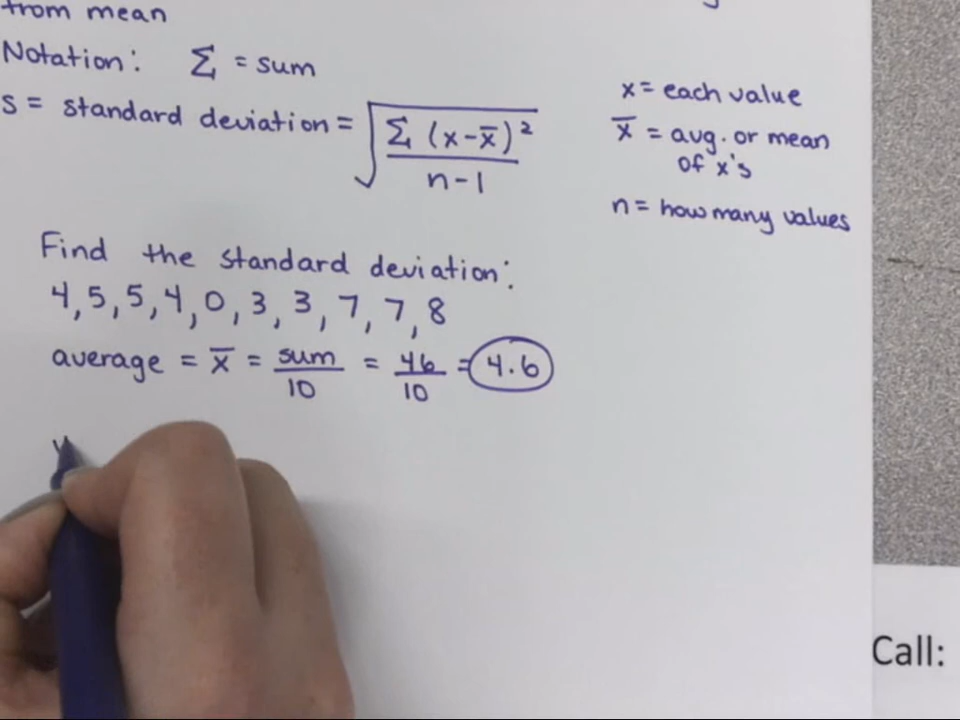 from mean
Notation: Σ = sum
s = standard deviation = √(Σ (x-x̄)² / n-1)
x = each value
x̄ = avg. or mean
of x's
n = how many values
Find the standard deviation:
4, 5, 5, 4, 0, 3, 3, 7, 7, 8
average = x̄ = sum/10 = 46/10 = 4.6
Call: